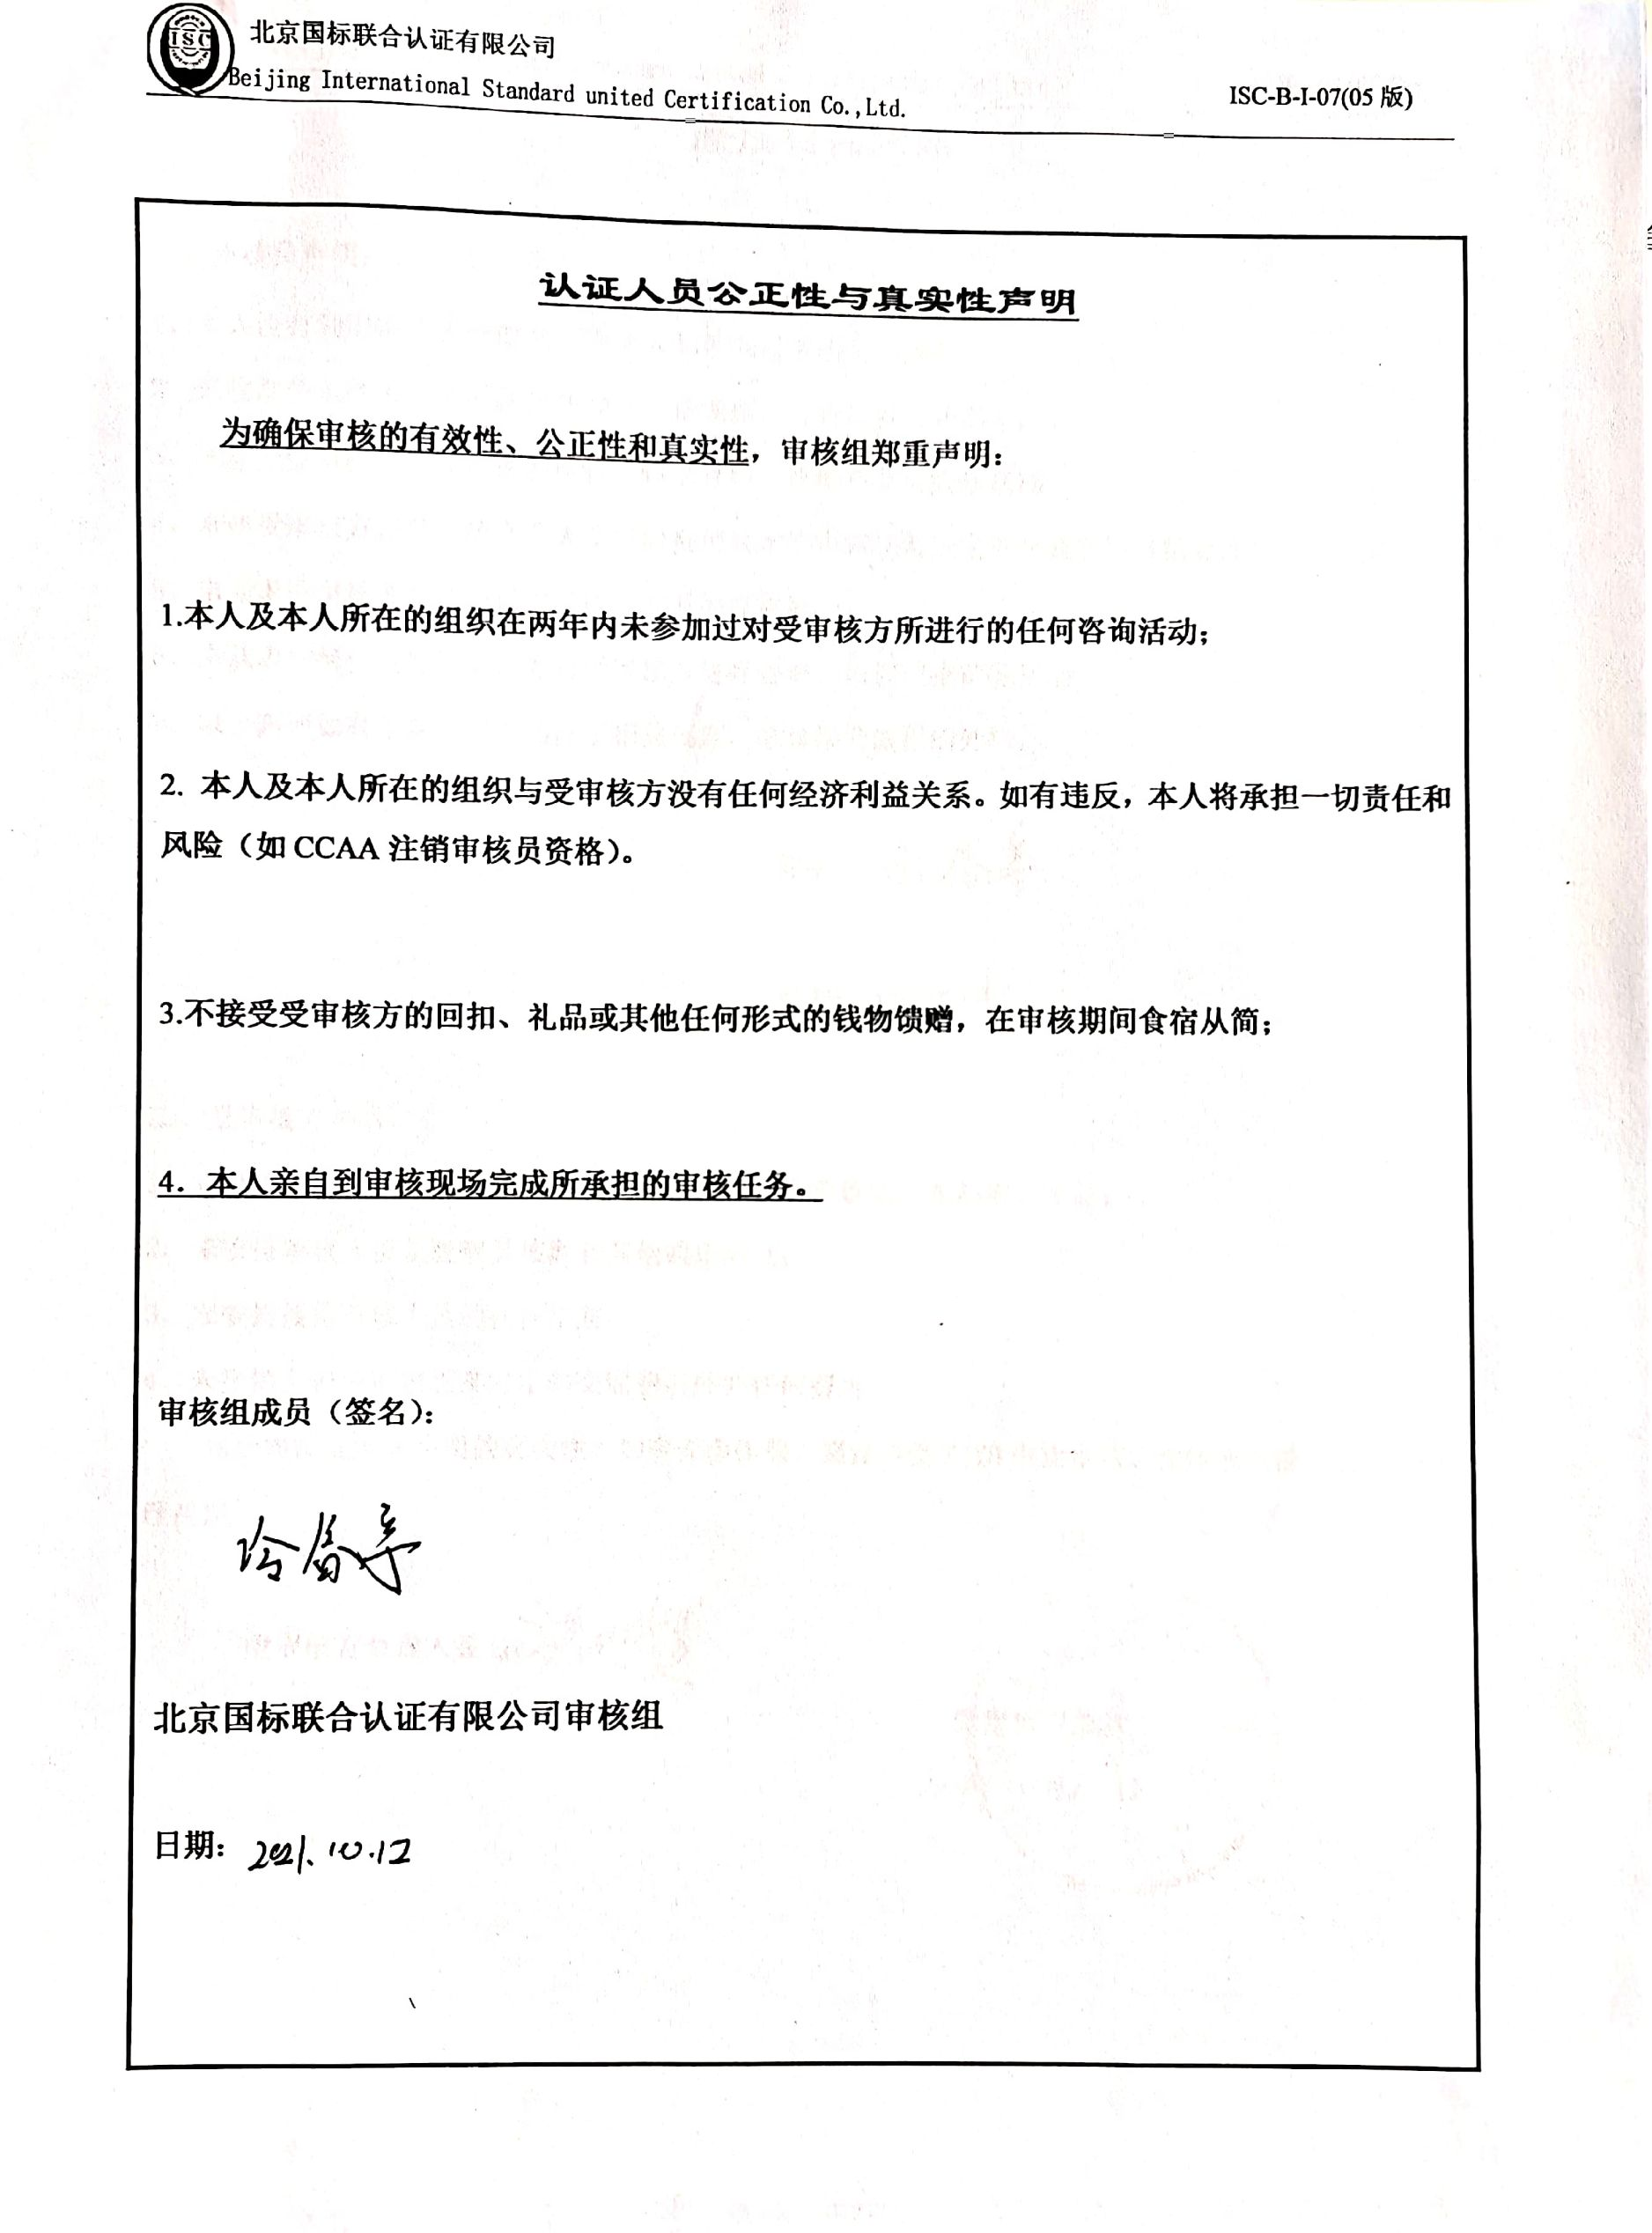 ISC
北京国标联合认证有限公司
Beijing International Standard united Certification Co.,Ltd.
ISC-B-I-07(05 版)
认证人员公正性与真实性声明
为确保审核的有效性、公正性和真实性，审核组郑重声明：
1.本人及本人所在的组织在两年内未参加过对受审核方所进行的任何咨询活动；
2. 本人及本人所在的组织与受审核方没有任何经济利益关系。如有违反，本人将承担一切责任和
风险（如 CCAA 注销审核员资格）。
3.不接受受审核方的回扣、礼品或其他任何形式的钱物馈赠，在审核期间食宿从简；
4. 本人亲自到审核现场完成所承担的审核任务。
审核组成员（签名）：
北京国标联合认证有限公司审核组
日期：2021.10.12